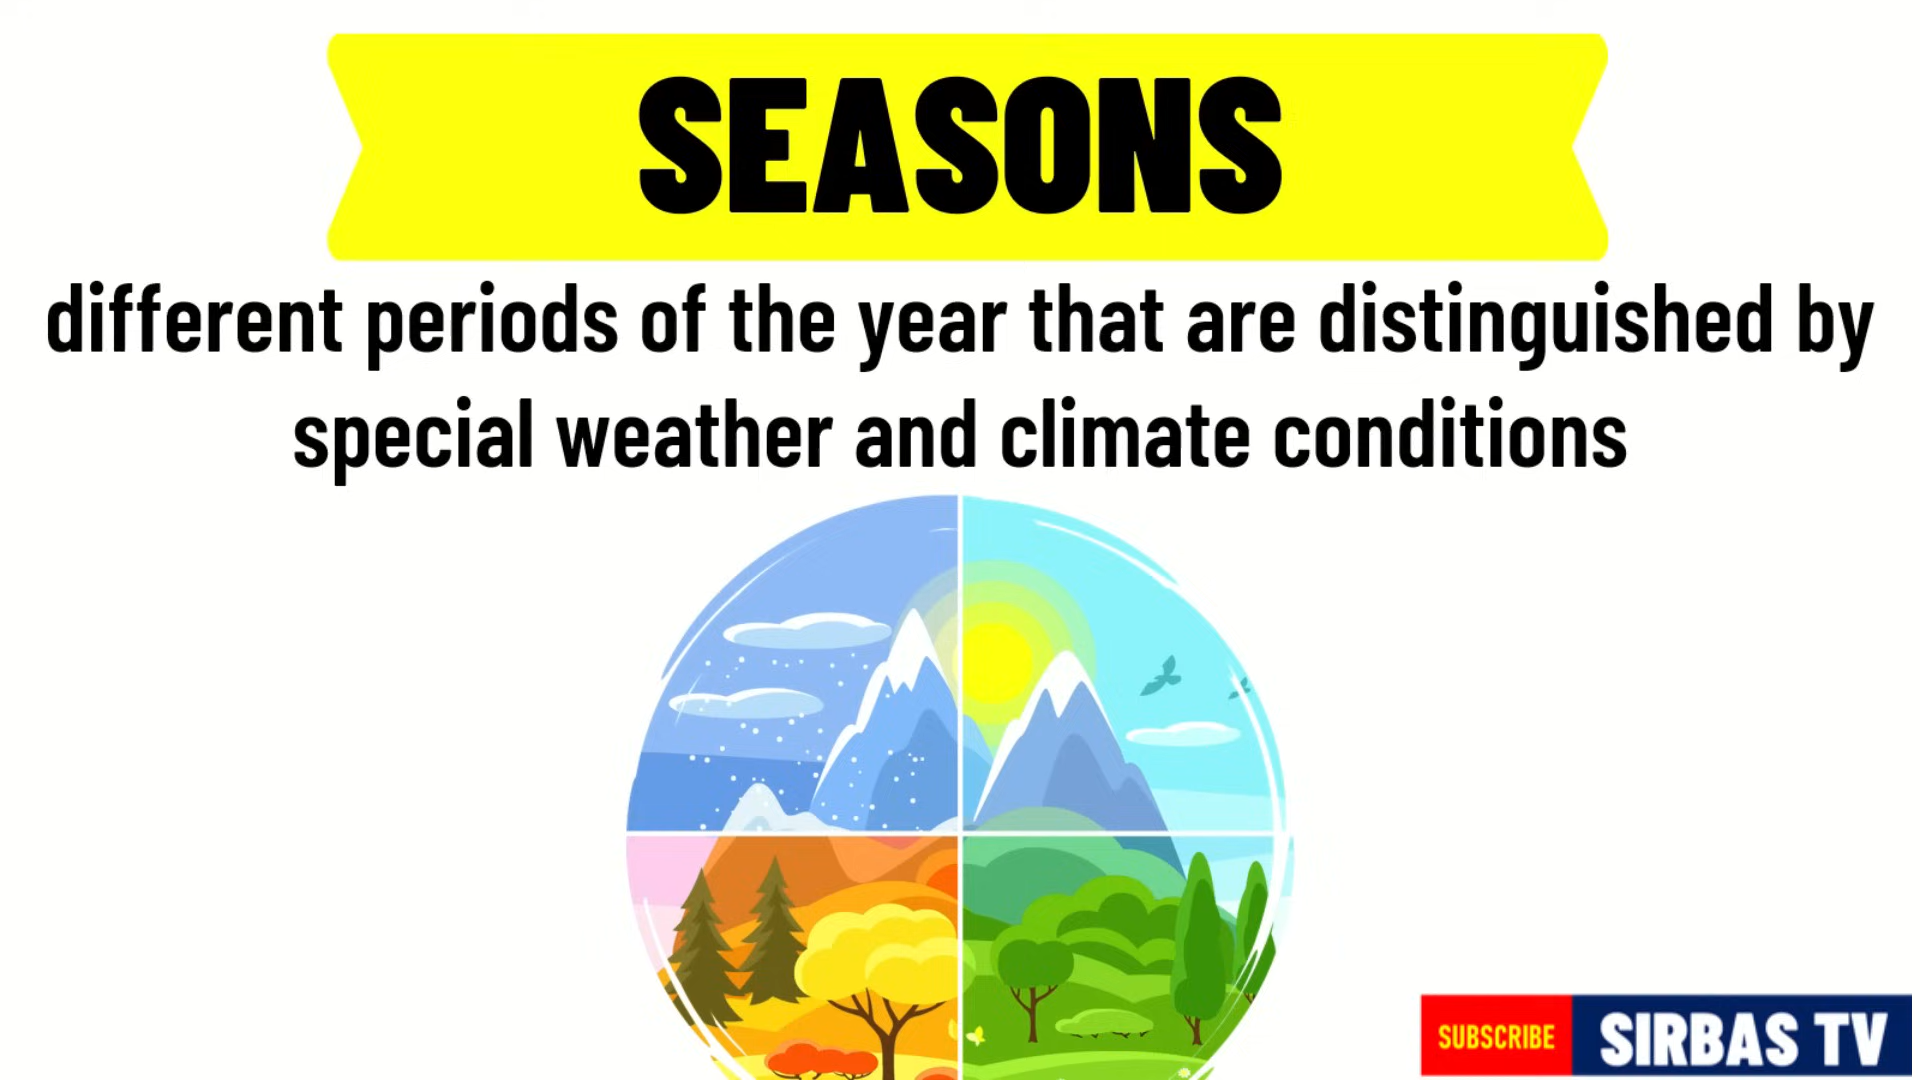 SEASONS
different periods of the year that are distinguished by
special weather and climate conditions
SUBSCRIBE SIRBAS TV